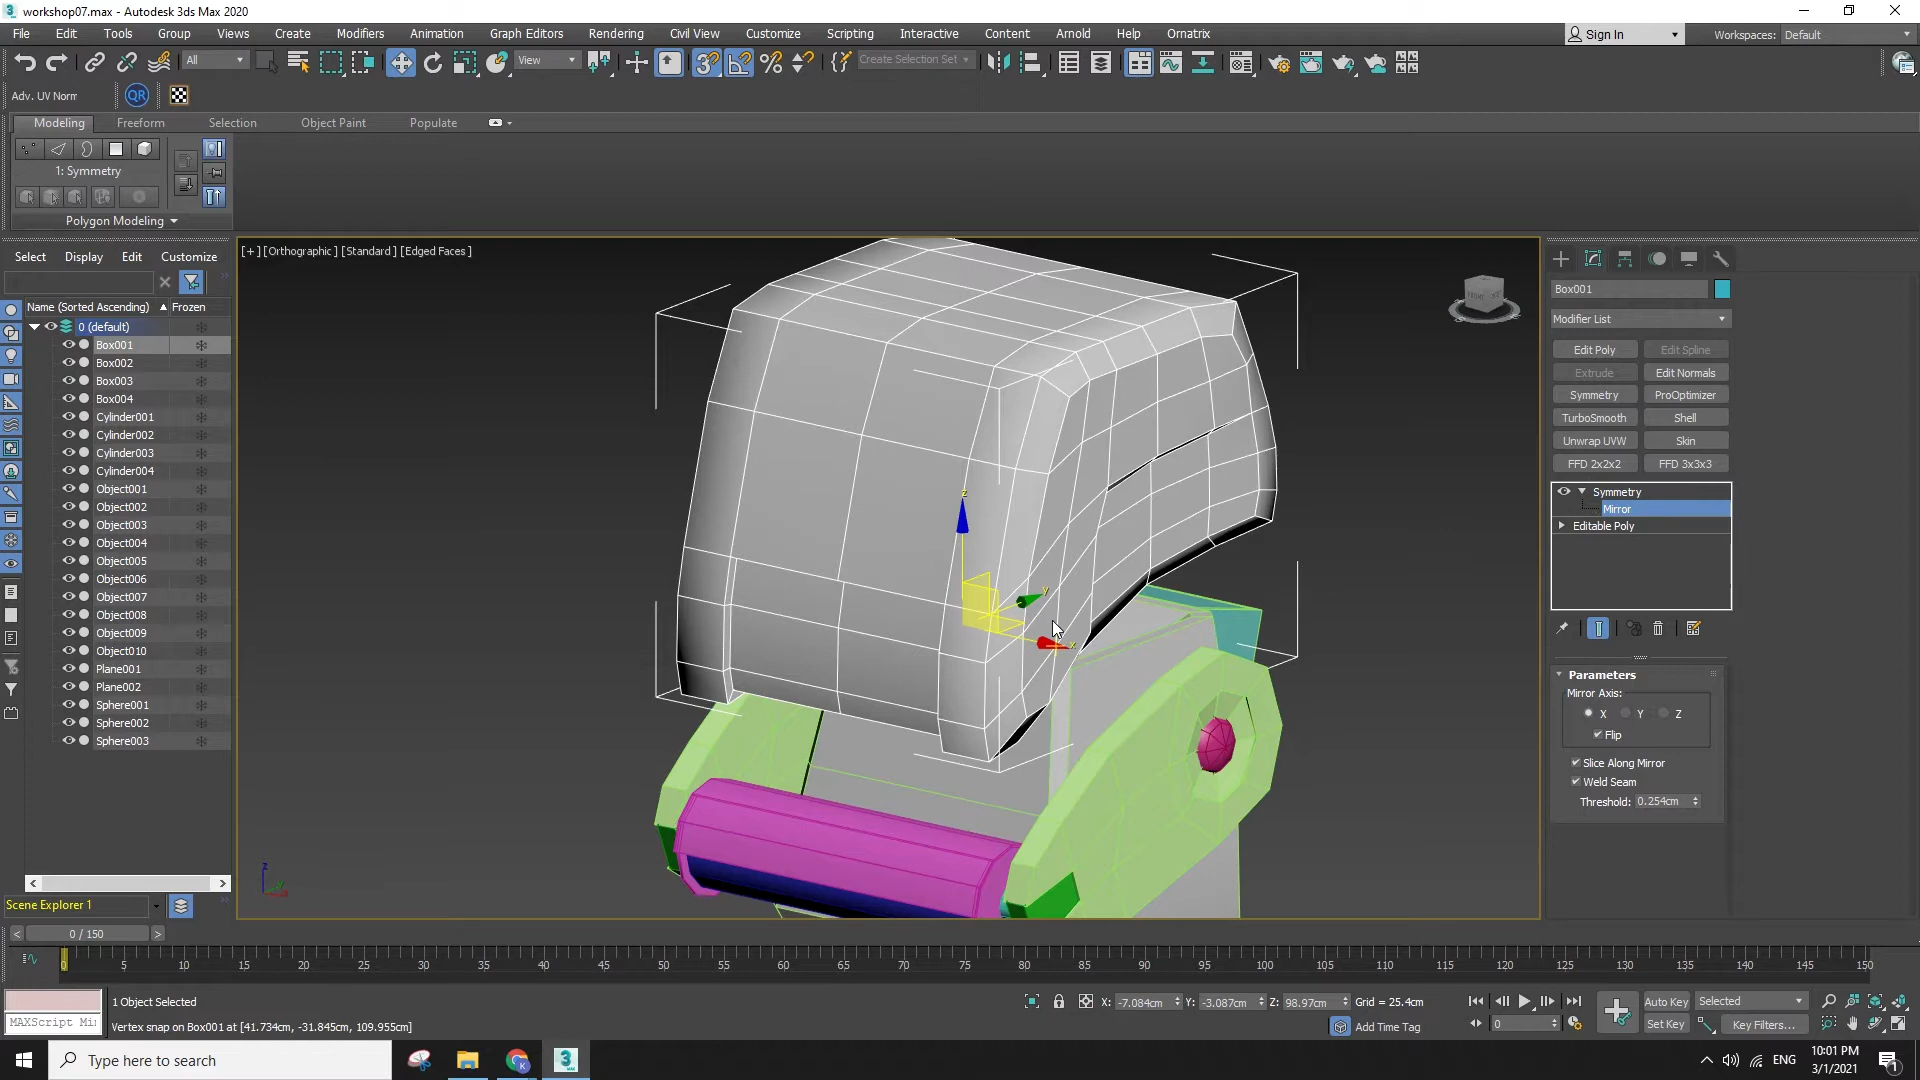 workshop07.max - Autodesk 3ds Max 2020
File Edit Tools Group Views Create Modifiers Animation Graph Editors Rendering Civil View Customize Scripting Interactive Content Arnold Help Ornatrix Sign In Workspaces: Default
All View Create Selection Set
Adv. UV Norm QR
Modeling Freeform Selection Object Paint Populate
1: Symmetry
Polygon Modeling
Select Display Edit Customize
[+] [Orthographic] [Standard] [Edged Faces]
Name (Sorted Ascending) Frozen
0 (default)
Box001
Box002
Box003
Box004
Cylinder001
Cylinder002
Cylinder003
Cylinder004
Object001
Object002
Object003
Object004
Object005
Object006
Object007
Object008
Object009
Object010
Plane001
Plane002
Sphere001
Sphere002
Sphere003
z
y
x
Box001
Modifier List
Edit Poly Edit Spline
Extrude Edit Normals
Symmetry ProOptimizer
TurboSmooth Shell
Unwrap UVW Skin
FFD 2x2x2 FFD 3x3x3
Symmetry
Mirror
Editable Poly
Parameters
Mirror Axis:
X Y Z
Flip
Slice Along Mirror
Weld Seam
Threshold: 0.254cm
Scene Explorer 1
0 / 150
0 5 10 15 20 25 30 35 40 45 50 55 60 65 70 75 80 85 90 95 100 105 110 115 120 125 130 135 140 145 150
1 Object Selected X: -7.084cm Y: -3.087cm Z: 98.97cm Grid = 25.4cm Auto Key Selected
MAXScript Mi Vertex snap on Box001 at [41.734cm, -31.845cm, 109.955cm] Add Time Tag 0 Set Key Key Filters...
Type here to search ENG 10:01 PM
3/1/2021